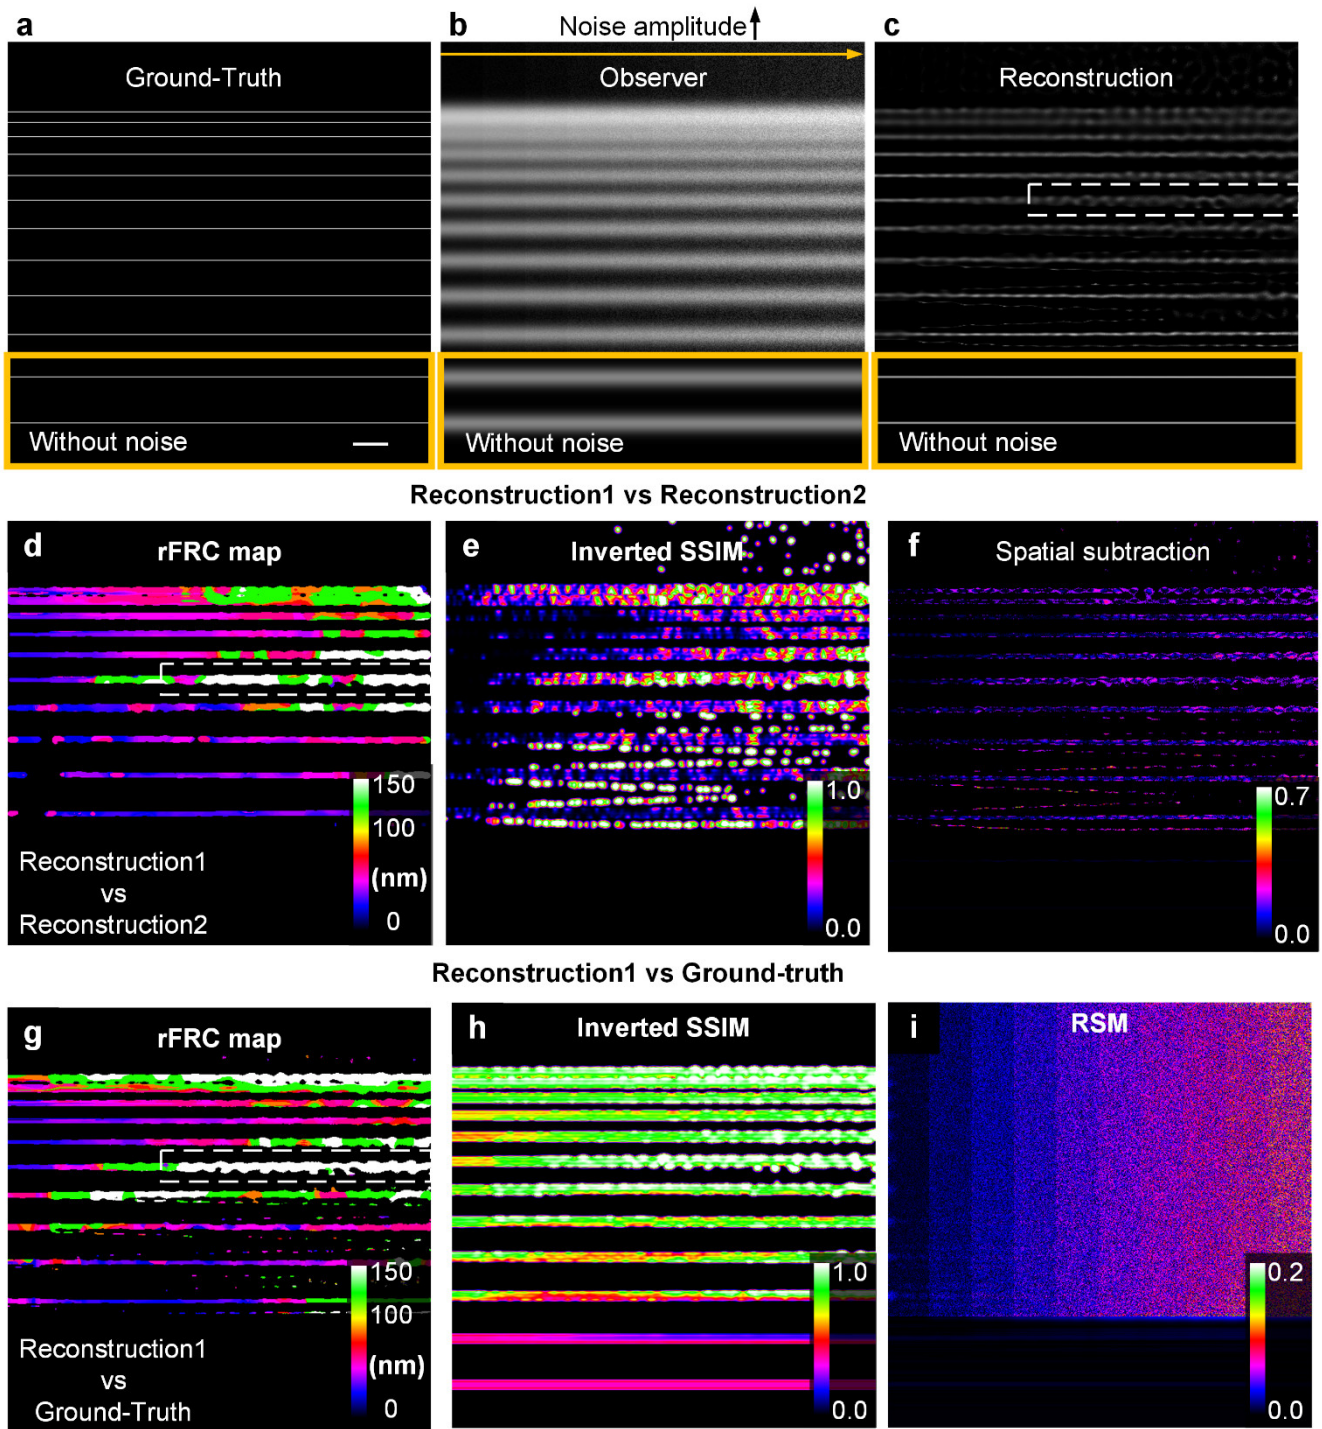 a
b
Noise amplitude
c
Ground-Truth
Observer
Reconstruction
Without noise
Without noise
Without noise
Reconstruction1 vs Reconstruction2
d
rFRC map
e
Inverted SSIM
f
Spatial subtraction
150
100
(nm)
0
Reconstruction1
vs
Reconstruction2
1.0
0.0
0.7
0.0
Reconstruction1 vs Ground-truth
g
rFRC map
h
Inverted SSIM
i
RSM
150
100
(nm)
0
Reconstruction1
vs
Ground-Truth
1.0
0.0
0.2
0.0